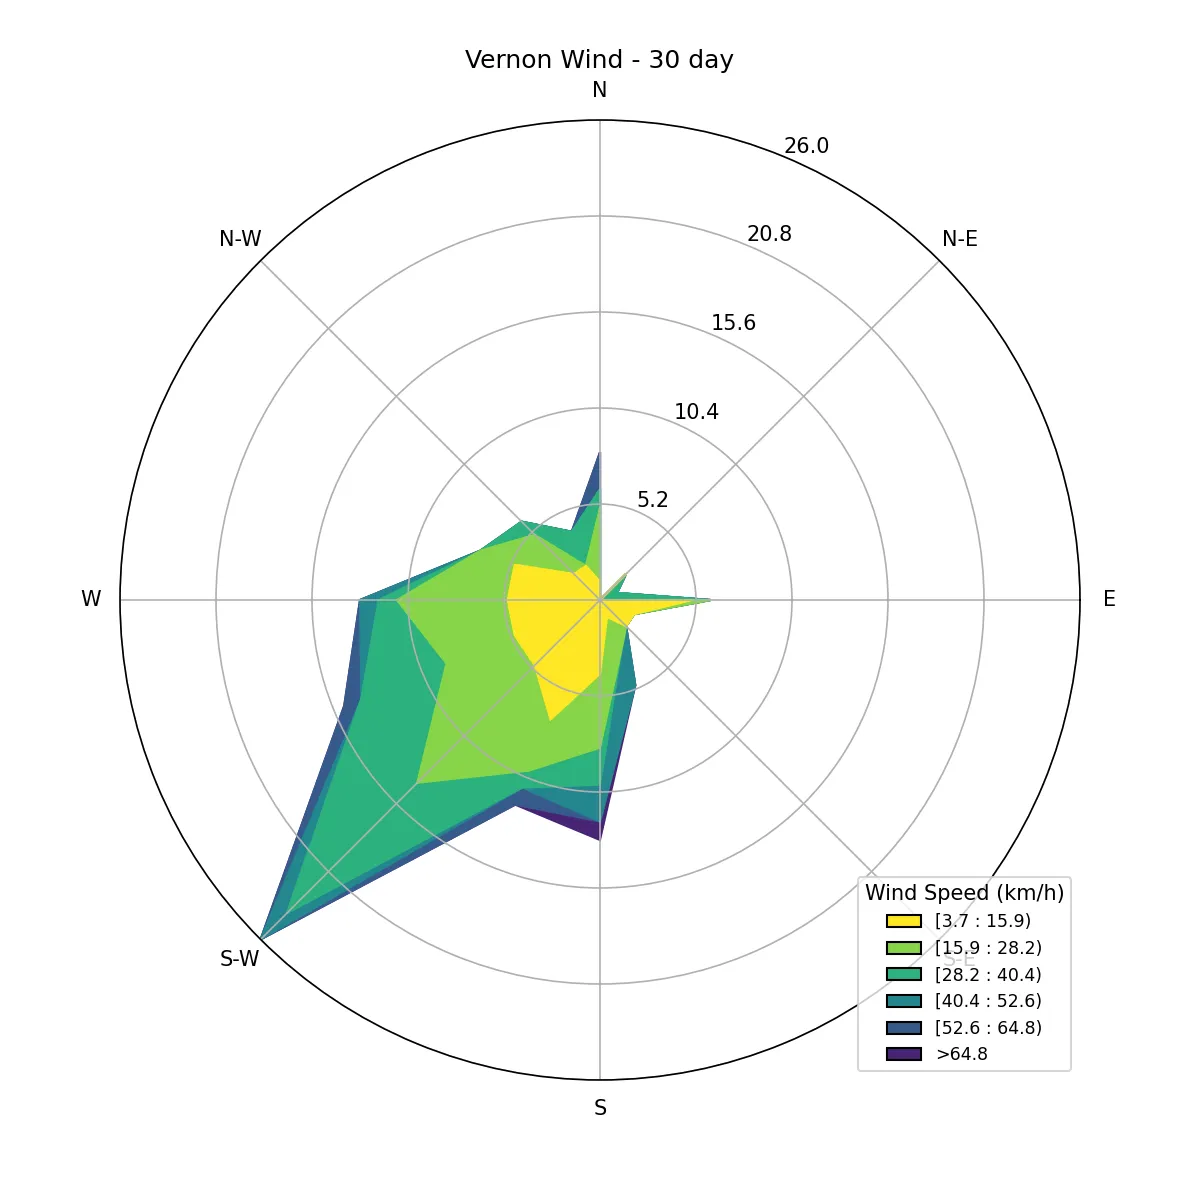 Vernon Wind - 30 day
N
26.0
N-W
20.8
N-E
15.6
10.4
5.2
W
E
S-W
S-E
S
Wind Speed (km/h)
[3.7 : 15.9)
[15.9 : 28.2)
[28.2 : 40.4)
[40.4 : 52.6)
[52.6 : 64.8)
>64.8